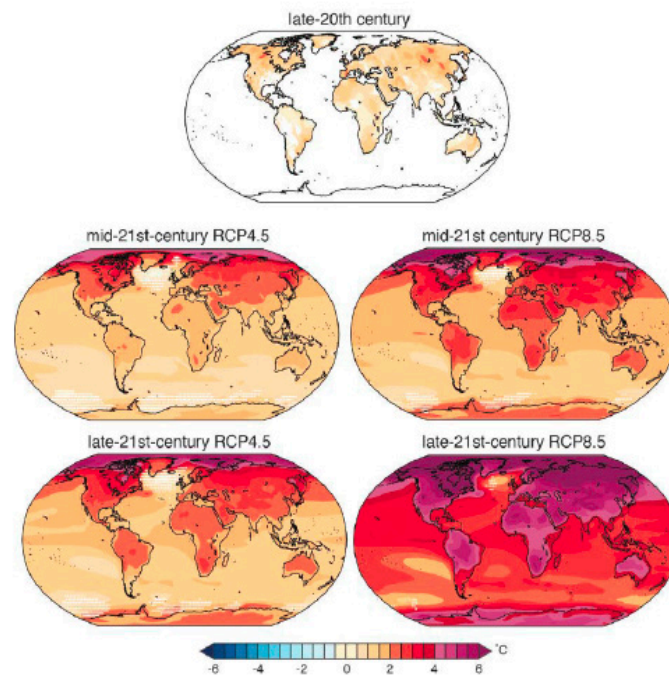 late-20th century
mid-21st-century RCP4.5
mid-21st century RCP8.5
late-21st-century RCP4.5
late-21st-century RCP8.5
°C
-6 -4 -2 0 2 4 6